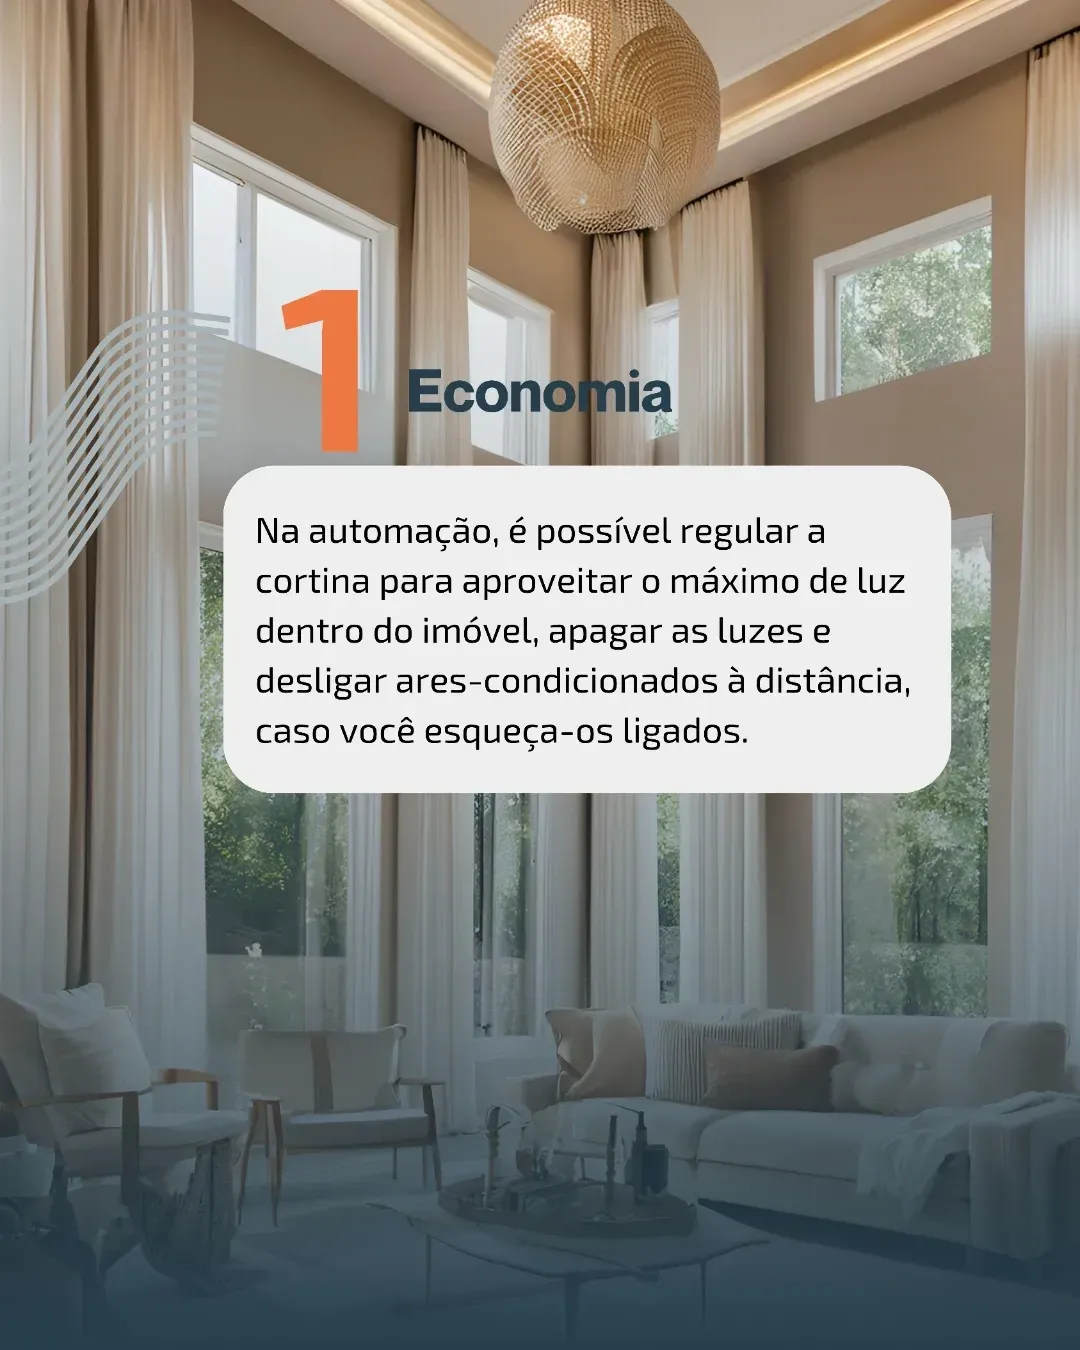 1
Economia
Na automação, é possível regular a
cortina para aproveitar o máximo de luz
dentro do imóvel, apagar as luzes e
desligar ares-condicionados à distância,
caso você esqueça-os ligados.